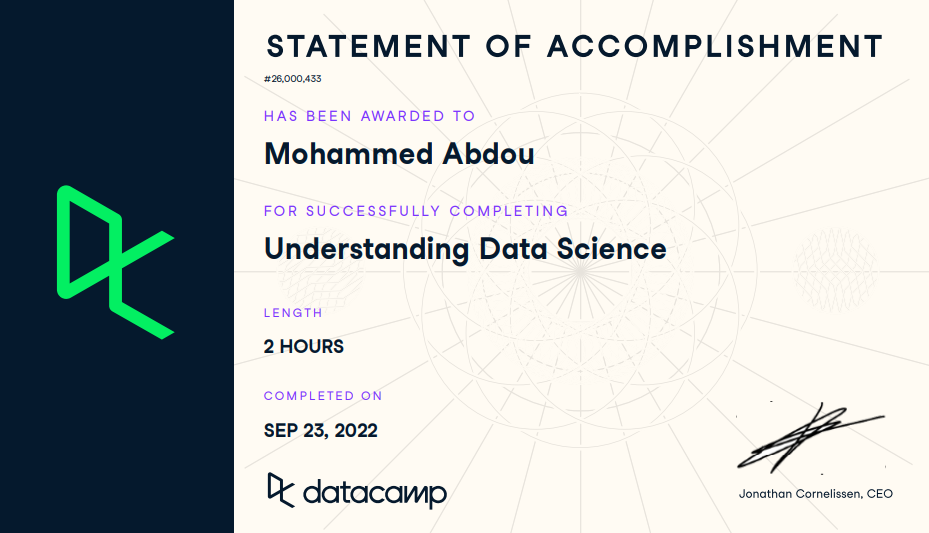 STATEMENT OF ACCOMPLISHMENT
#26,000,433
HAS BEEN AWARDED TO
Mohammed Abdou
FOR SUCCESSFULLY COMPLETING
Understanding Data Science
LENGTH
2 HOURS
COMPLETED ON
SEP 23, 2022
datacamp
Jonathan Cornelissen, CEO